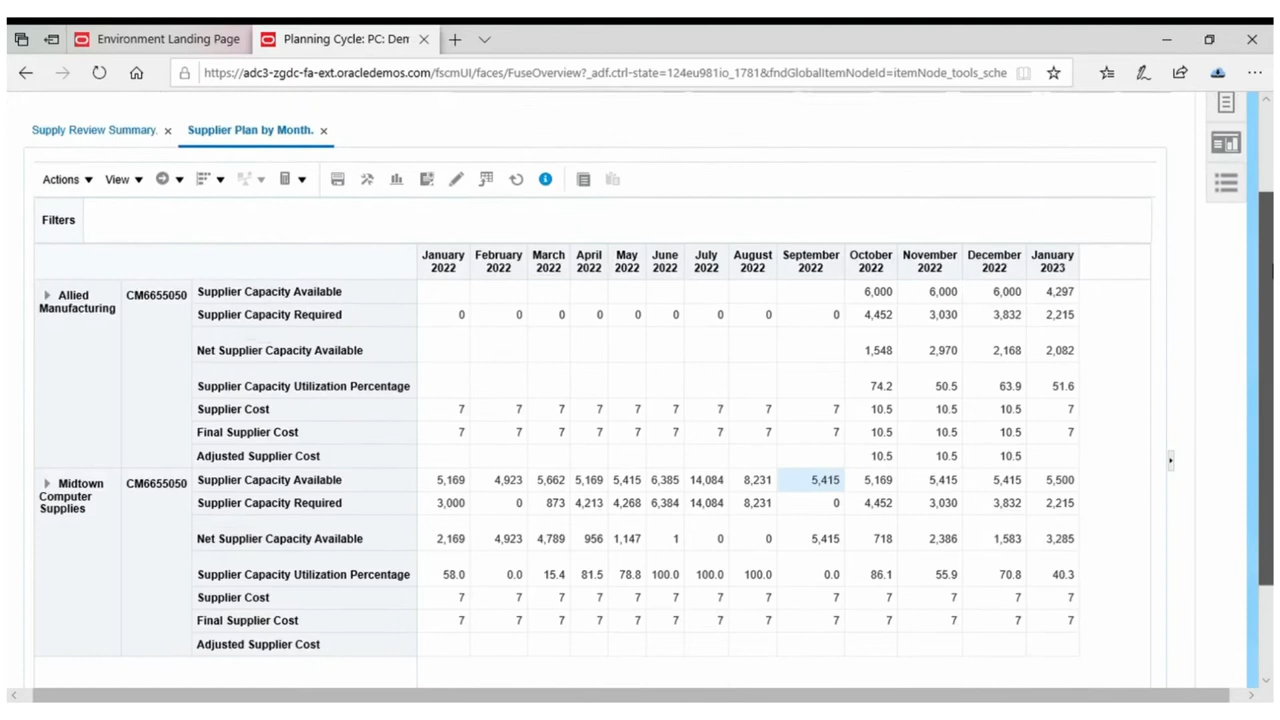 Environment Landing Page
Planning Cycle: PC: Dem
https://adc3-zgdc-fa-ext.oracledemos.com/fscmUI/faces/FuseOverview?_adf.ctrl-state=124eu981io_1781&fndGlobalItemNodeId=itemNode_tools_sche
Supply Review Summary. × Supplier Plan by Month. ×
Actions View
Filters
January 2022 February 2022 March 2022 April 2022 May 2022 June 2022 July 2022 August 2022 September 2022 October 2022 November 2022 December 2022 January 2023
Allied Manufacturing CM6655050 Supplier Capacity Available 6,000 6,000 6,000 4,297
Supplier Capacity Required 0 0 0 0 0 0 0 0 0 4,452 3,030 3,832 2,215
Net Supplier Capacity Available 1,548 2,970 2,168 2,082
Supplier Capacity Utilization Percentage 74.2 50.5 63.9 51.6
Supplier Cost 7 7 7 7 7 7 7 7 7 10.5 10.5 10.5 7
Final Supplier Cost 7 7 7 7 7 7 7 7 7 10.5 10.5 10.5 7
Adjusted Supplier Cost 10.5 10.5 10.5
Midtown Computer Supplies CM6655050 Supplier Capacity Available 5,169 4,923 5,662 5,169 5,415 6,385 14,084 8,231 5,415 5,169 5,415 5,415 5,500
Supplier Capacity Required 3,000 0 873 4,213 4,268 6,384 14,084 8,231 0 4,452 3,030 3,832 2,215
Net Supplier Capacity Available 2,169 4,923 4,789 956 1,147 1 0 0 5,415 718 2,386 1,583 3,285
Supplier Capacity Utilization Percentage 58.0 0.0 15.4 81.5 78.8 100.0 100.0 100.0 0.0 86.1 55.9 70.8 40.3
Supplier Cost 7 7 7 7 7 7 7 7 7 7 7 7 7
Final Supplier Cost 7 7 7 7 7 7 7 7 7 7 7 7 7
Adjusted Supplier Cost